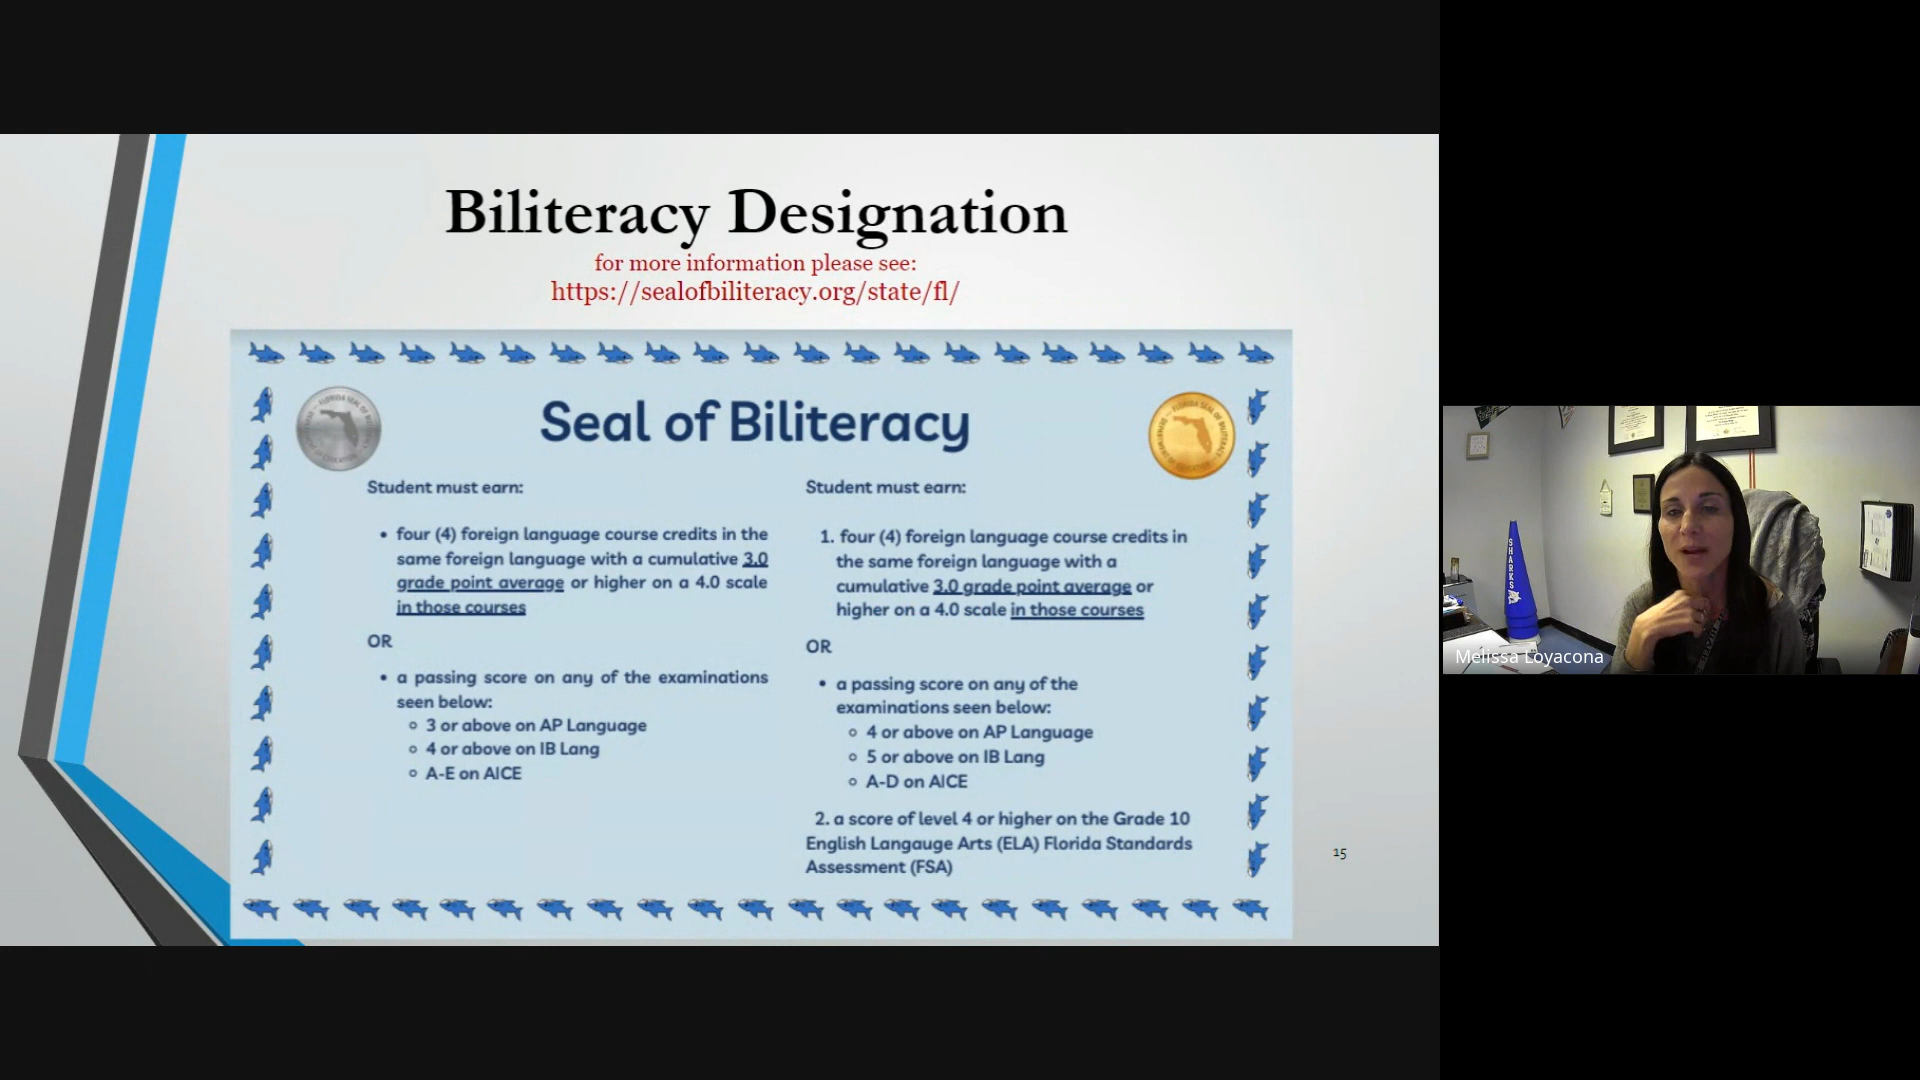 Biliteracy Designation
for more information please see:
https://sealofbiliteracy.org/state/fl/
Seal of Biliteracy
Student must earn:
• four (4) foreign language course credits in the
same foreign language with a cumulative 3.0
grade point average or higher on a 4.0 scale
in those courses
OR
• a passing score on any of the examinations
seen below:
3 or above on AP Language
4 or above on IB Lang
A-E on AICE
Student must earn:
1. four (4) foreign language course credits in
the same foreign language with a
cumulative 3.0 grade point average or
higher on a 4.0 scale in those courses
OR
• a passing score on any of the
examinations seen below:
4 or above on AP Language
5 or above on IB Lang
A-D on AICE
2. a score of level 4 or higher on the Grade 10
English Langauge Arts (ELA) Florida Standards
Assessment (FSA)
15
SHARKS
Melissa Loyacona